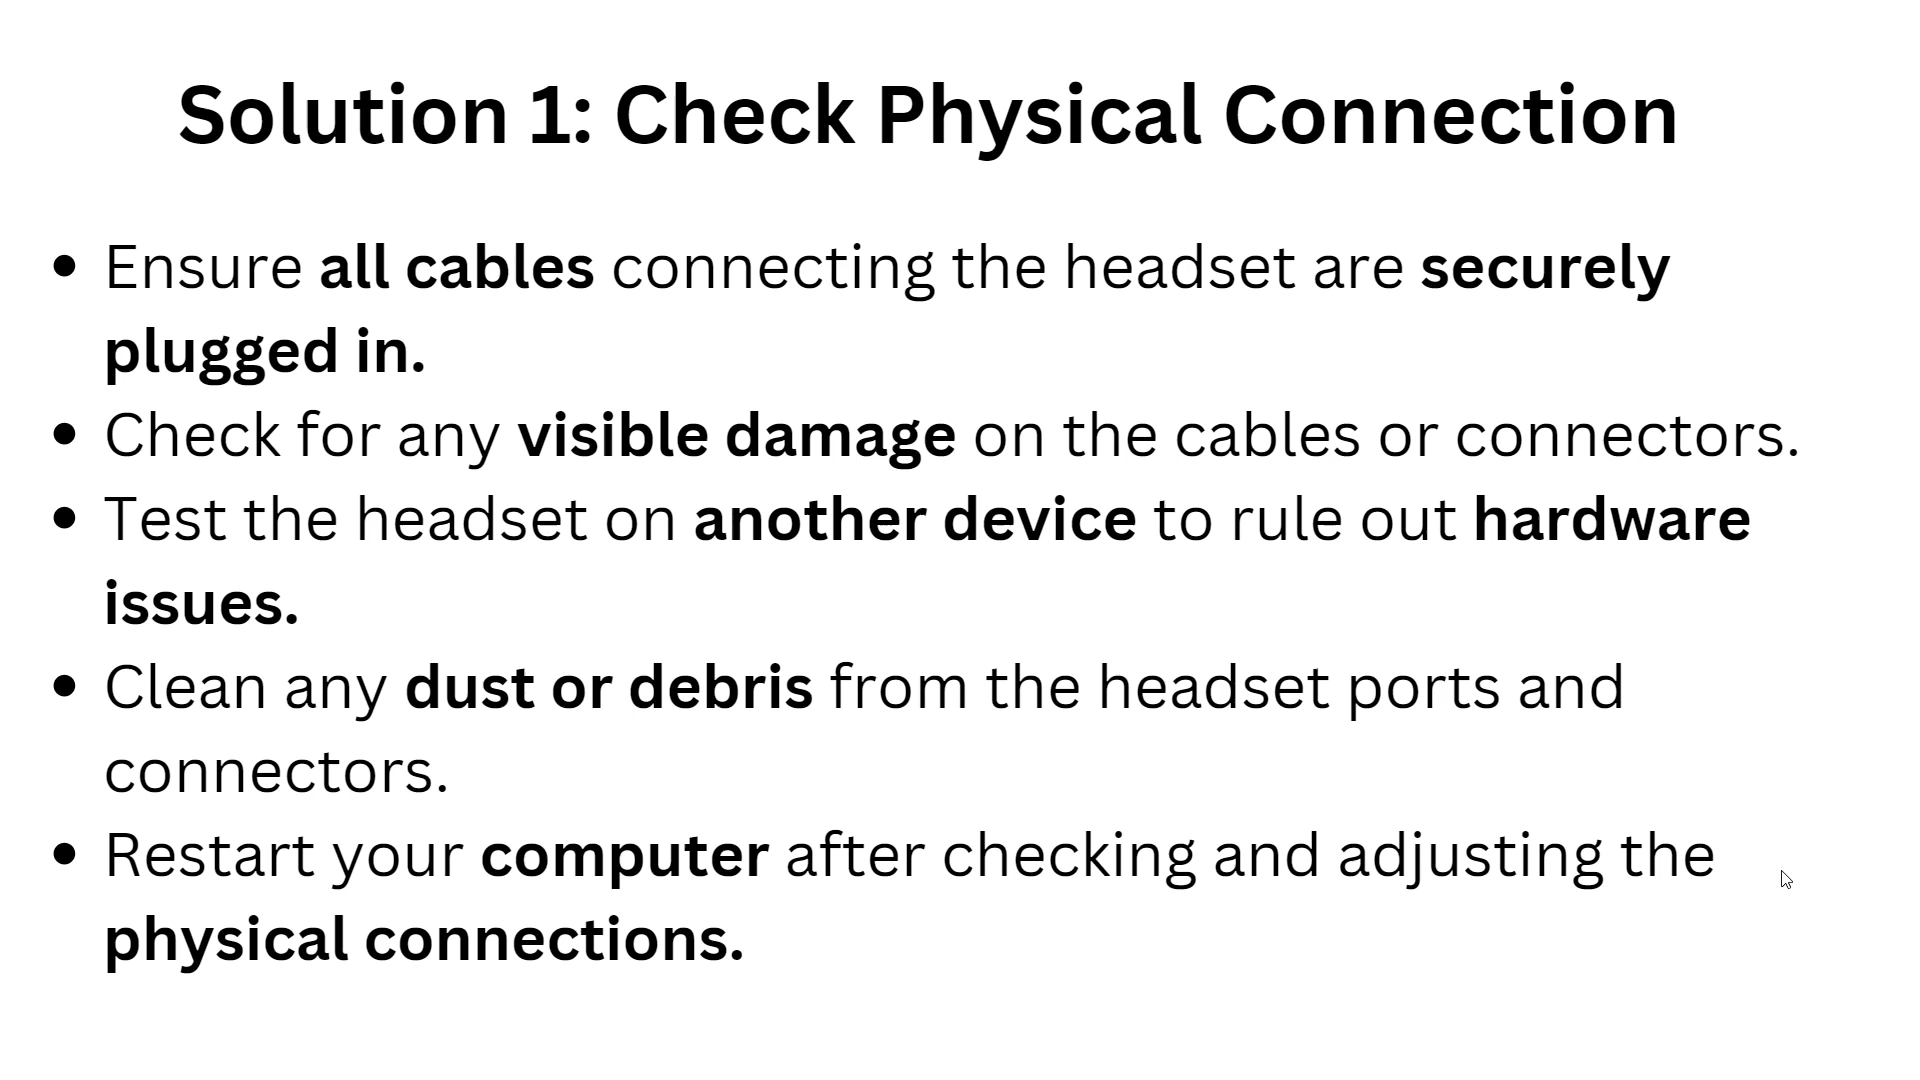 Solution 1: Check Physical Connection
• Ensure all cables connecting the headset are securely
plugged in.
• Check for any visible damage on the cables or connectors.
• Test the headset on another device to rule out hardware
issues.
• Clean any dust or debris from the headset ports and
connectors.
• Restart your computer after checking and adjusting the
physical connections.